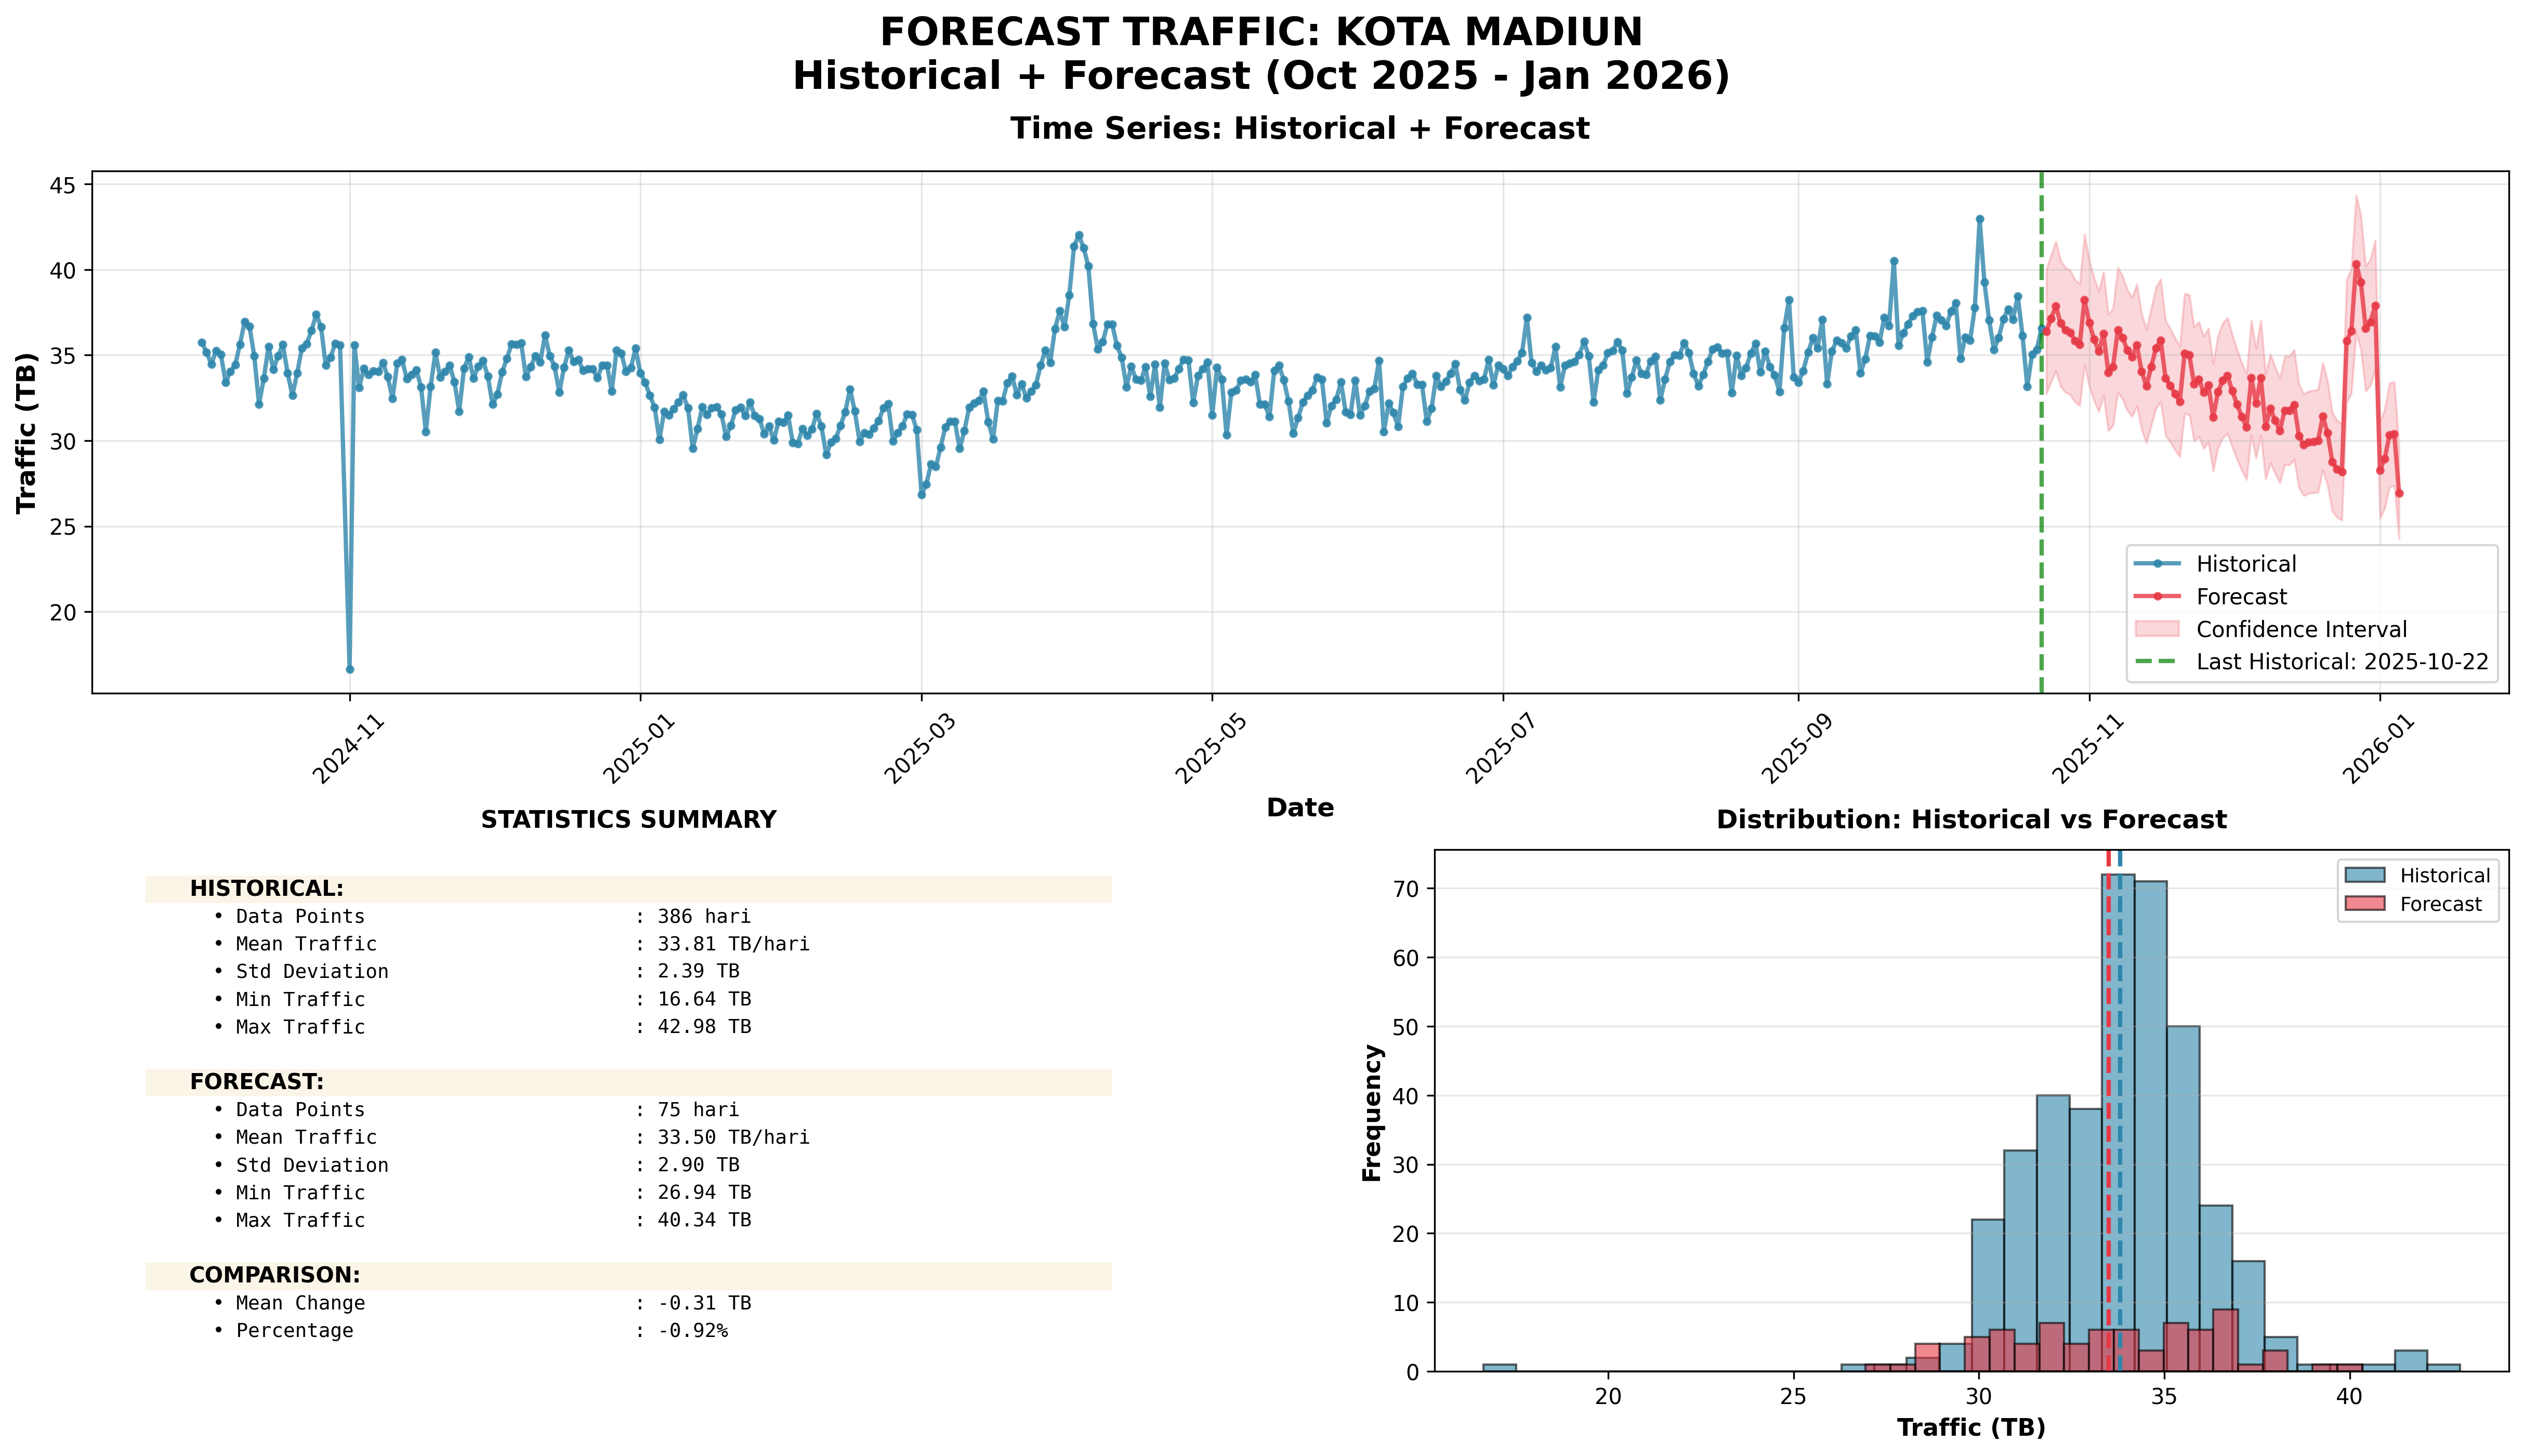 FORECAST TRAFFIC: KOTA MADIUN
Historical + Forecast (Oct 2025 - Jan 2026)
Time Series: Historical + Forecast
Traffic (TB)
45
40
35
30
25
20
Historical
Forecast
Confidence Interval
Last Historical: 2025-10-22
2024-11
2025-01
2025-03
2025-05
2025-07
2025-09
2025-11
2026-01
Date
STATISTICS SUMMARY
HISTORICAL:
• Data Points : 386 hari
• Mean Traffic : 33.81 TB/hari
• Std Deviation : 2.39 TB
• Min Traffic : 16.64 TB
• Max Traffic : 42.98 TB
FORECAST:
• Data Points : 75 hari
• Mean Traffic : 33.50 TB/hari
• Std Deviation : 2.90 TB
• Min Traffic : 26.94 TB
• Max Traffic : 40.34 TB
COMPARISON:
• Mean Change : -0.31 TB
• Percentage : -0.92%
Distribution: Historical vs Forecast
Frequency
70
60
50
40
30
20
10
0
Historical
Forecast
20
25
30
35
40
Traffic (TB)